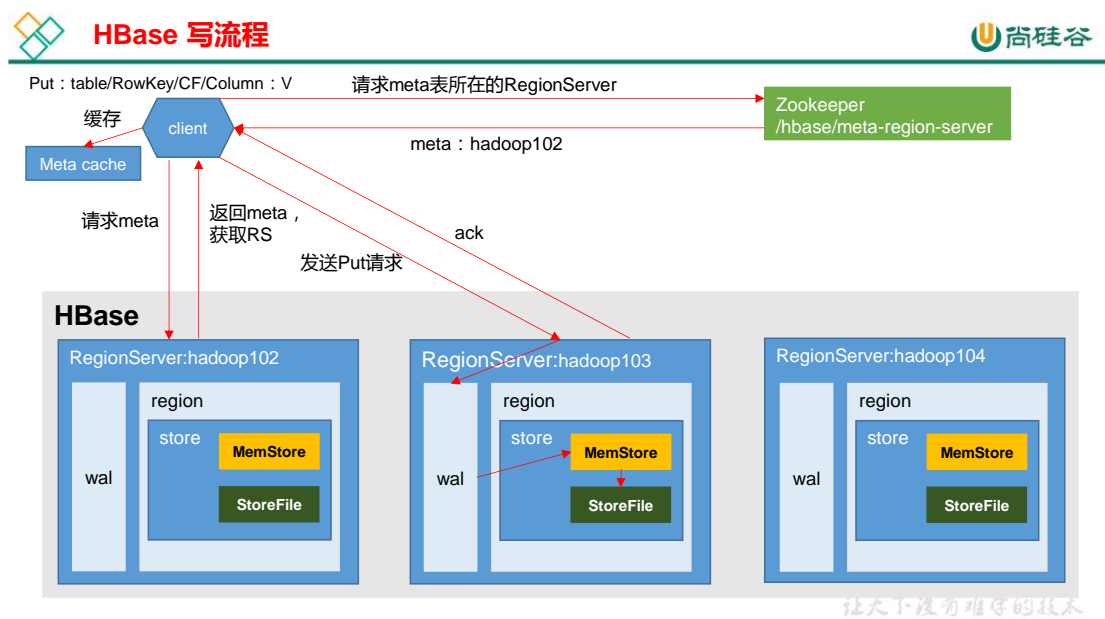 HBase 写流程
尚硅谷
Put：table/RowKey/CF/Column：V
请求meta表所在的RegionServer
Zookeeper
/hbase/meta-region-server
缓存
client
meta：hadoop102
Meta cache
请求meta
返回meta，
获取RS
ack
发送Put请求
HBase
RegionServer:hadoop102
wal
region
store
MemStore
StoreFile
RegionServer:hadoop103
wal
region
store
MemStore
StoreFile
RegionServer:hadoop104
wal
region
store
MemStore
StoreFile
让天下没有难学的技术